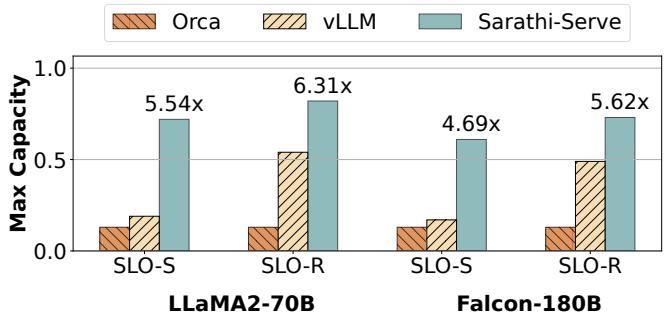 Orca vLLM Sarathi-Serve
Max Capacity
1.0
0.5
0.0
5.54x
6.31x
4.69x
5.62x
SLO-S SLO-R SLO-S SLO-R
LLaMA2-70B Falcon-180B